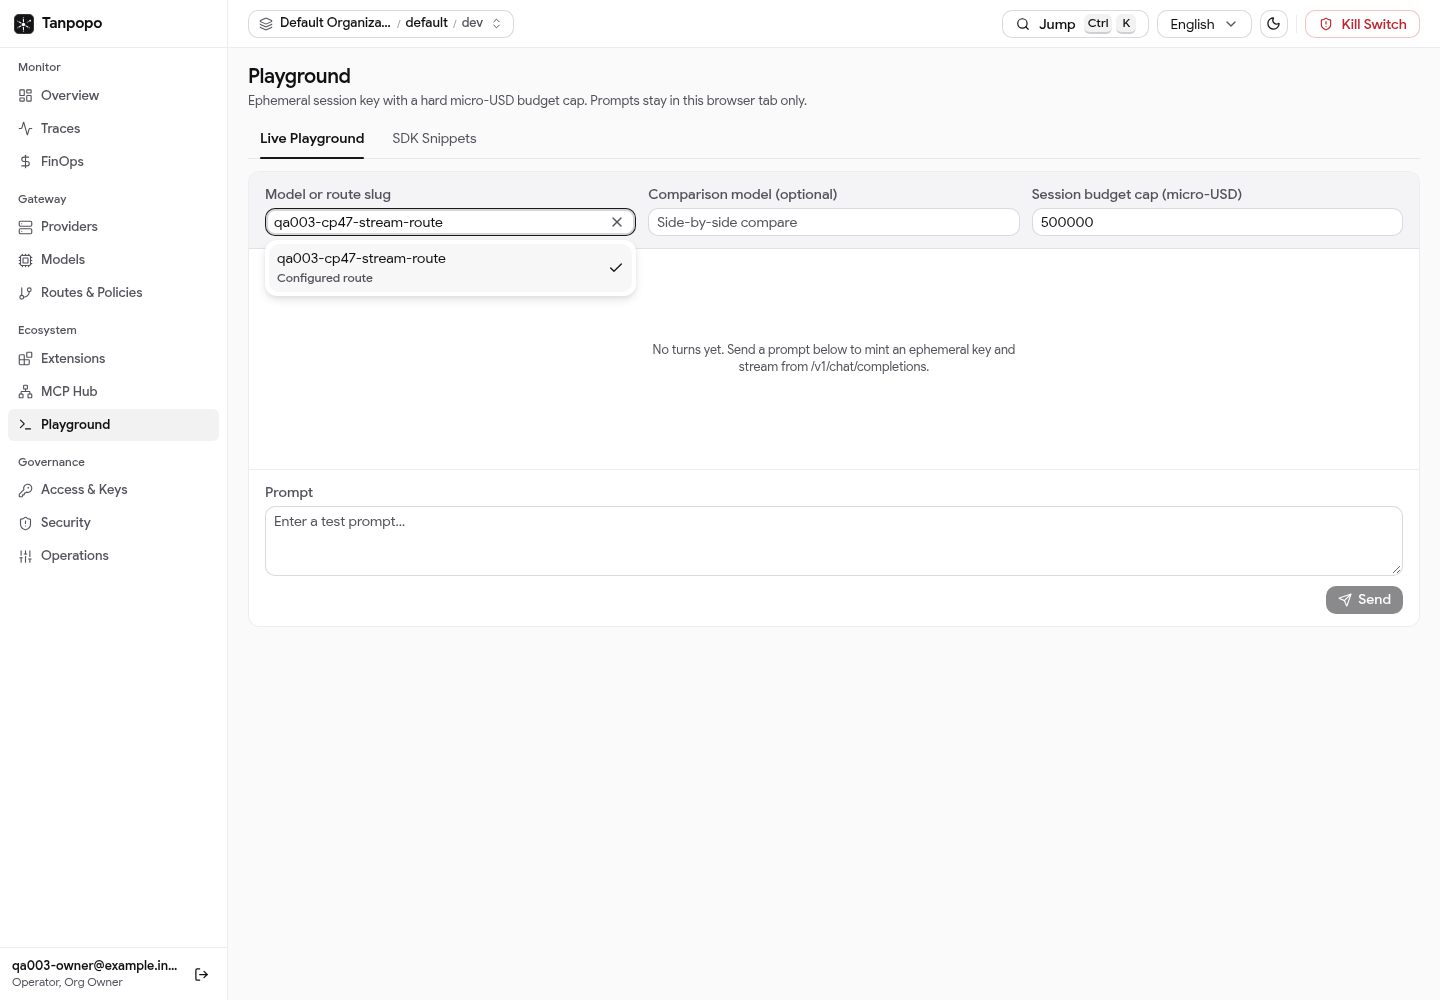 Tanpopo
Default Organiza... / default / dev
Jump Ctrl K
English
Kill Switch
Monitor
Overview
Traces
FinOps
Gateway
Providers
Models
Routes & Policies
Ecosystem
Extensions
MCP Hub
Playground
Governance
Access & Keys
Security
Operations
qa003-owner@example.in...
Operator, Org Owner
Playground
Ephemeral session key with a hard micro-USD budget cap. Prompts stay in this browser tab only.
Live Playground
SDK Snippets
Model or route slug
qa003-cp47-stream-route
qa003-cp47-stream-route
Configured route
Comparison model (optional)
Side-by-side compare
Session budget cap (micro-USD)
500000
No turns yet. Send a prompt below to mint an ephemeral key and
stream from /v1/chat/completions.
Prompt
Enter a test prompt...
Send